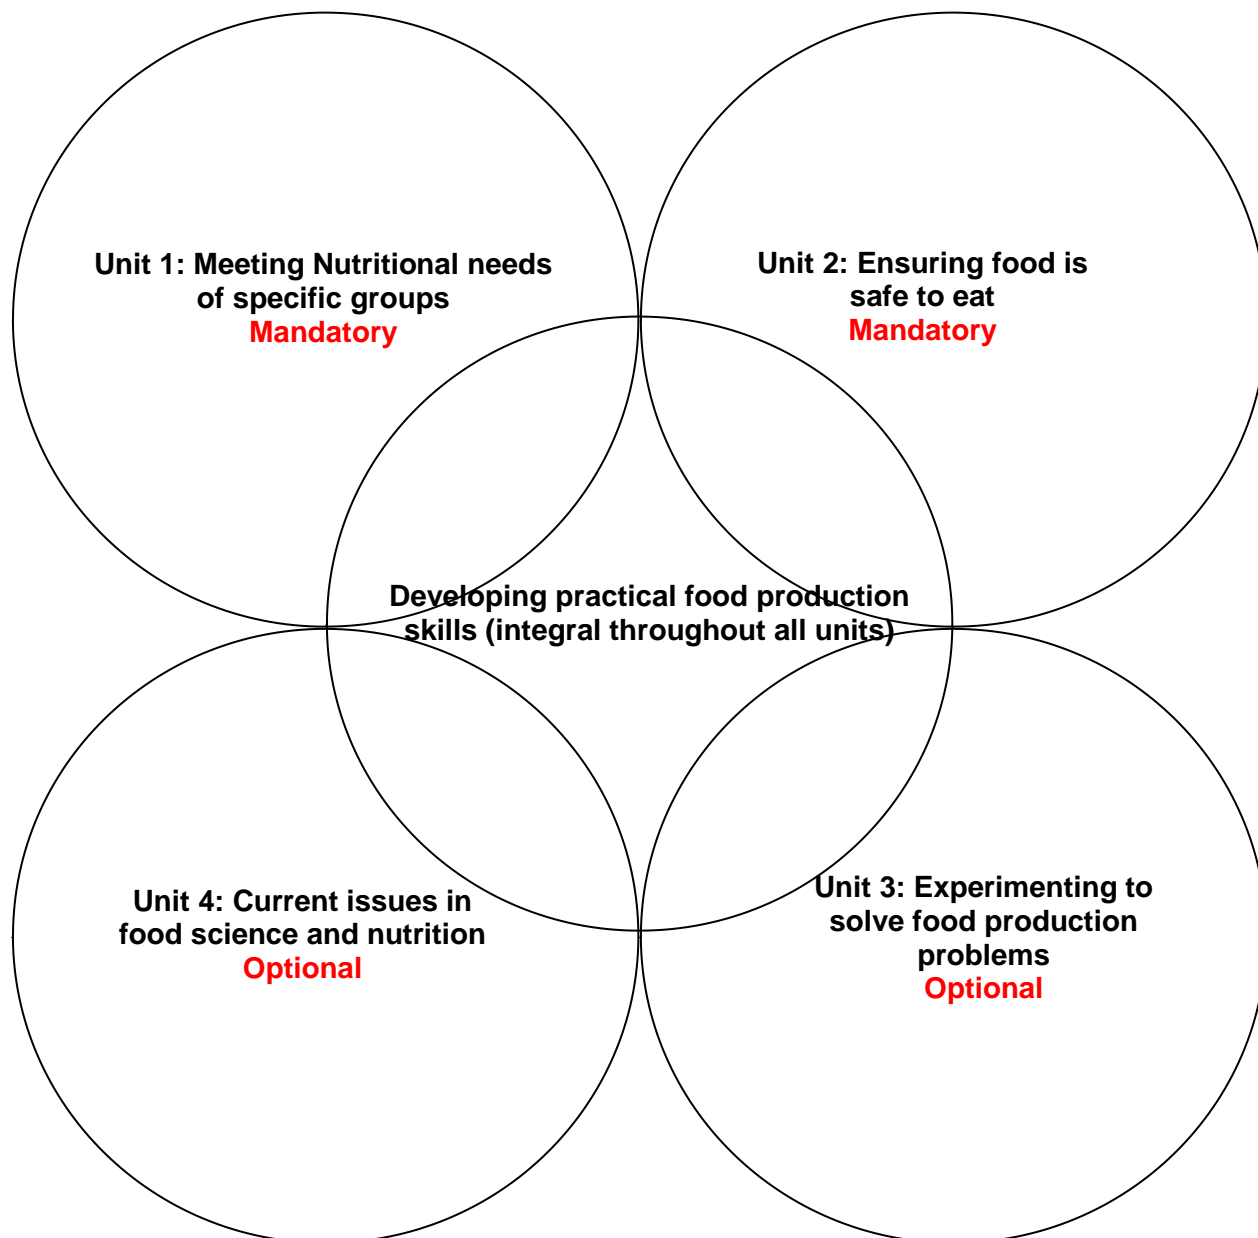 Unit 1: Meeting Nutritional needs
of specific groups
Mandatory
Unit 2: Ensuring food is
safe to eat
Mandatory
Developing practical food production
skills (integral throughout all units)
Unit 4: Current issues in
food science and nutrition
Optional
Unit 3: Experimenting to
solve food production
problems
Optional